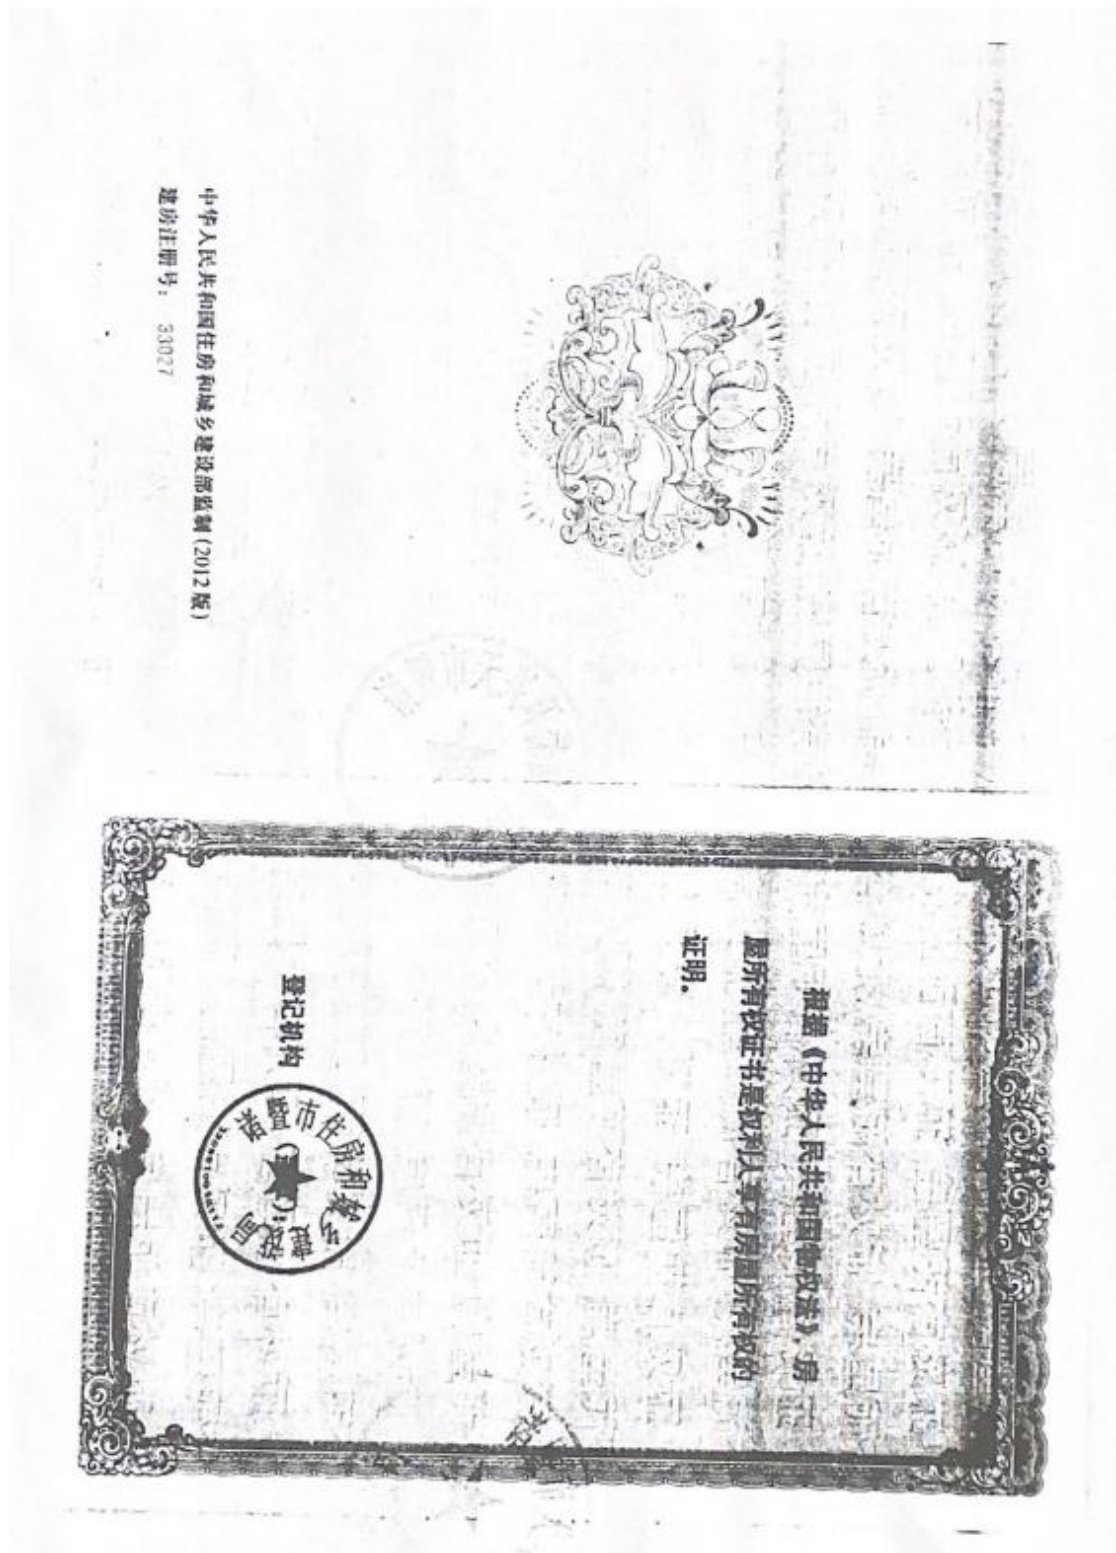 中华人民共和国住房和城乡建设部监制(2012版)
建房注册号： 33027
根据《中华人民共和国物权法》，房
屋所有权证书是权利人享有房屋所有权的
证明。
登记机构
诸暨市住房和城乡建设局